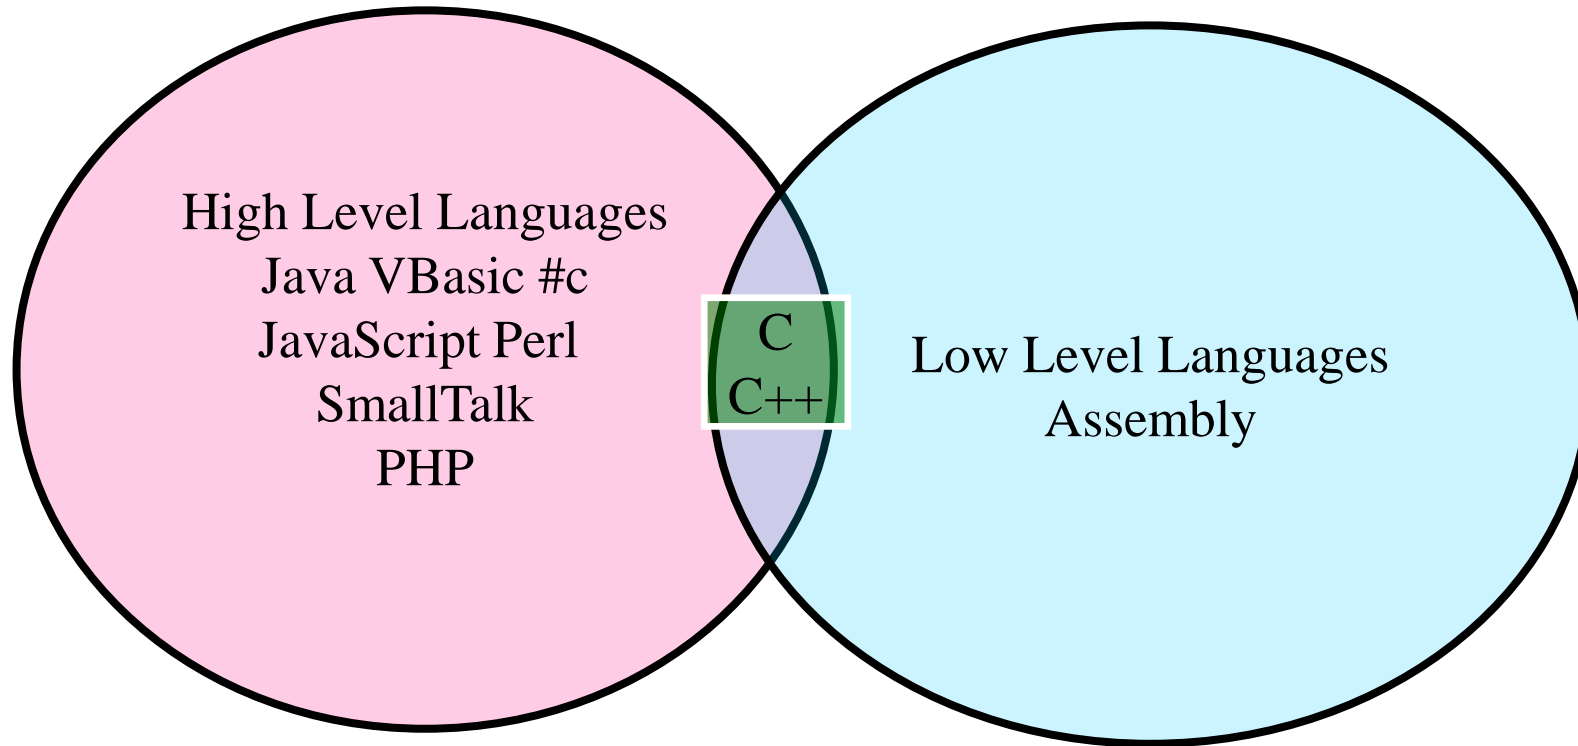 High Level Languages
Java VBasic #c
JavaScript Perl
SmallTalk
PHP
C
C++
Low Level Languages
Assembly